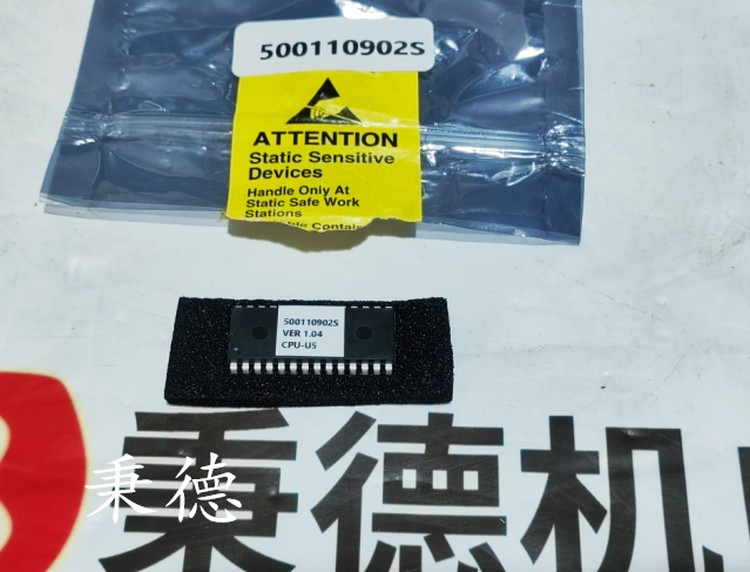 500110902S
ATTENTION
Static Sensitive
Devices
Handle Only At
Static Safe Work
Stations
500110902S
VER 1.04
CPU-U5
秉德
秉德机